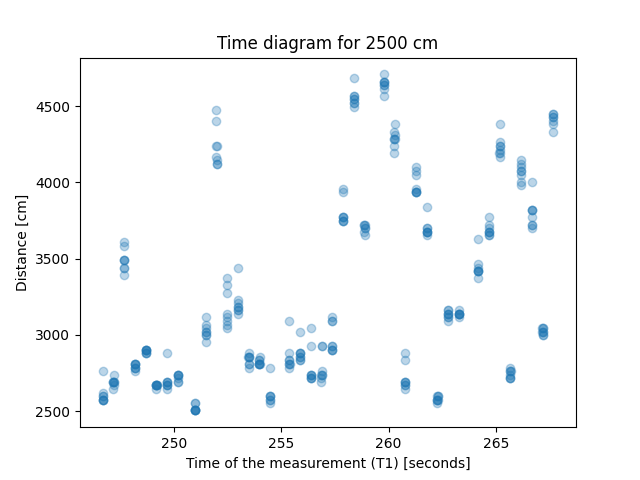 Time diagram for 2500 cm
4500
4000
3500
3000
2500
Distance [cm]
250 255 260 265
Time of the measurement (T1) [seconds]